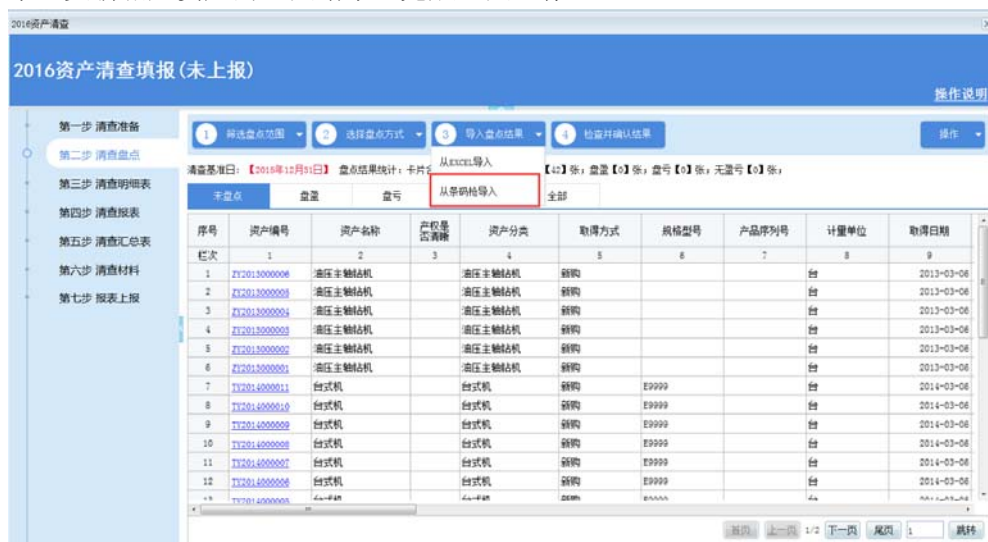 2016资产清查
2016资产清查填报(未上报)
操作说明
第一步 清查准备
第二步 清查盘点
第三步 清查明细表
第四步 清查报表
第五步 清查汇总表
第六步 清查材料
第七步 报表上报
1 筛选盘点范围 2 选择盘点方式 3 导入盘点结果 4 检查并确认结果 操作
从EXCEL导入
从条码枪导入
清查基准日:【2015年12月31日】 盘点结果统计:卡片 【42】张;盘盈【0】张;盘亏【0】张;无盈亏【0】张;
未盘点 盘盈 盘亏 全部
序号 资产编号 资产名称 产权是否清晰 资产分类 取得方式 规格型号 产品序列号 计量单位 取得日期
栏次 1 2 3 4 5 6 7 8 9
1 ZY2013000006 油压主轴钻机 油压主轴钻机 新购 台 2013-03-06
2 ZY2013000005 油压主轴钻机 油压主轴钻机 新购 台 2013-03-06
3 ZY2013000004 油压主轴钻机 油压主轴钻机 新购 台 2013-03-06
4 ZY2013000003 油压主轴钻机 油压主轴钻机 新购 台 2013-03-06
5 ZY2013000002 油压主轴钻机 油压主轴钻机 新购 台 2013-03-06
6 ZY2013000001 油压主轴钻机 油压主轴钻机 新购 台 2013-03-06
7 TY2014000011 台式机 台式机 新购 E9999 台 2014-03-06
8 TY2014000010 台式机 台式机 新购 E9999 台 2014-03-06
9 TY2014000009 台式机 台式机 新购 E9999 台 2014-03-06
10 TY2014000008 台式机 台式机 新购 E9999 台 2014-03-06
11 TY2014000007 台式机 台式机 新购 E9999 台 2014-03-06
12 TY2014000006 台式机 台式机 新购 E9999 台 2014-03-06
首页 上一页 1/2 下一页 尾页 1 跳转